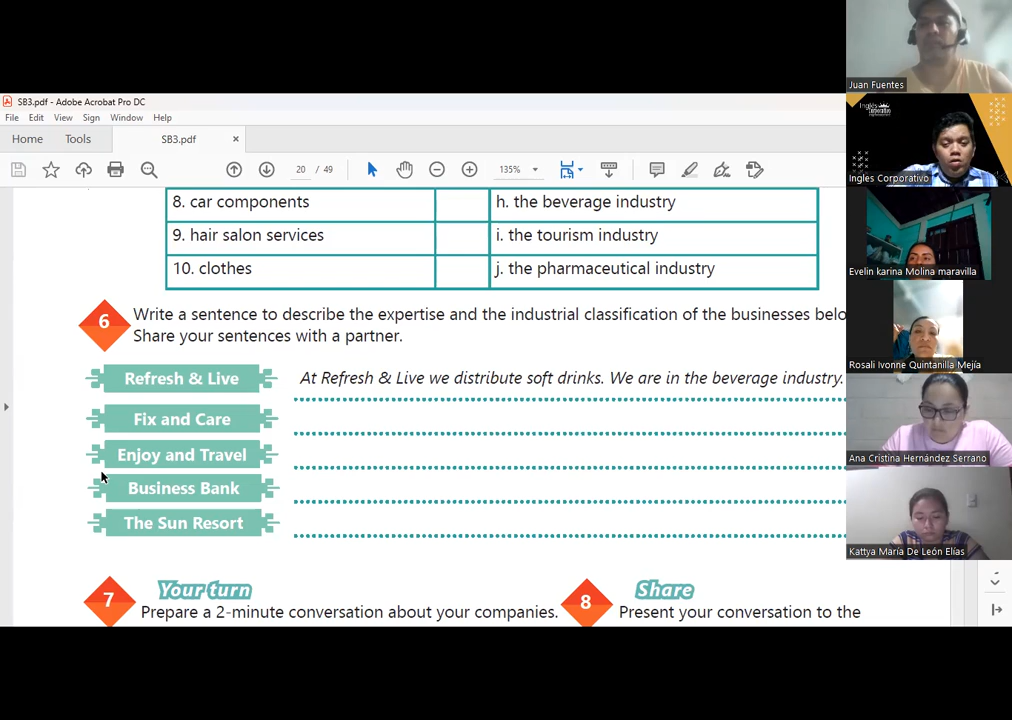 SB3.pdf - Adobe Acrobat Pro DC
File Edit View Sign Window Help
Home Tools SB3.pdf ×
20 / 49 135%
8. car components h. the beverage industry
9. hair salon services i. the tourism industry
10. clothes j. the pharmaceutical industry
6 Write a sentence to describe the expertise and the industrial classification of the businesses belo
Share your sentences with a partner.
Refresh & Live At Refresh & Live we distribute soft drinks. We are in the beverage industry.
Fix and Care
Enjoy and Travel
Business Bank
The Sun Resort
7 Your turn
Prepare a 2-minute conversation about your companies.
8 Share
Present your conversation to the
Juan Fuentes
Inglés
Corporativo
Ingles Corporativo
Evelin karina Molina maravilla
Rosali Ivonne Quintanilla Mejía
Ana Cristina Hernández Serrano
Kattya María De León Elías